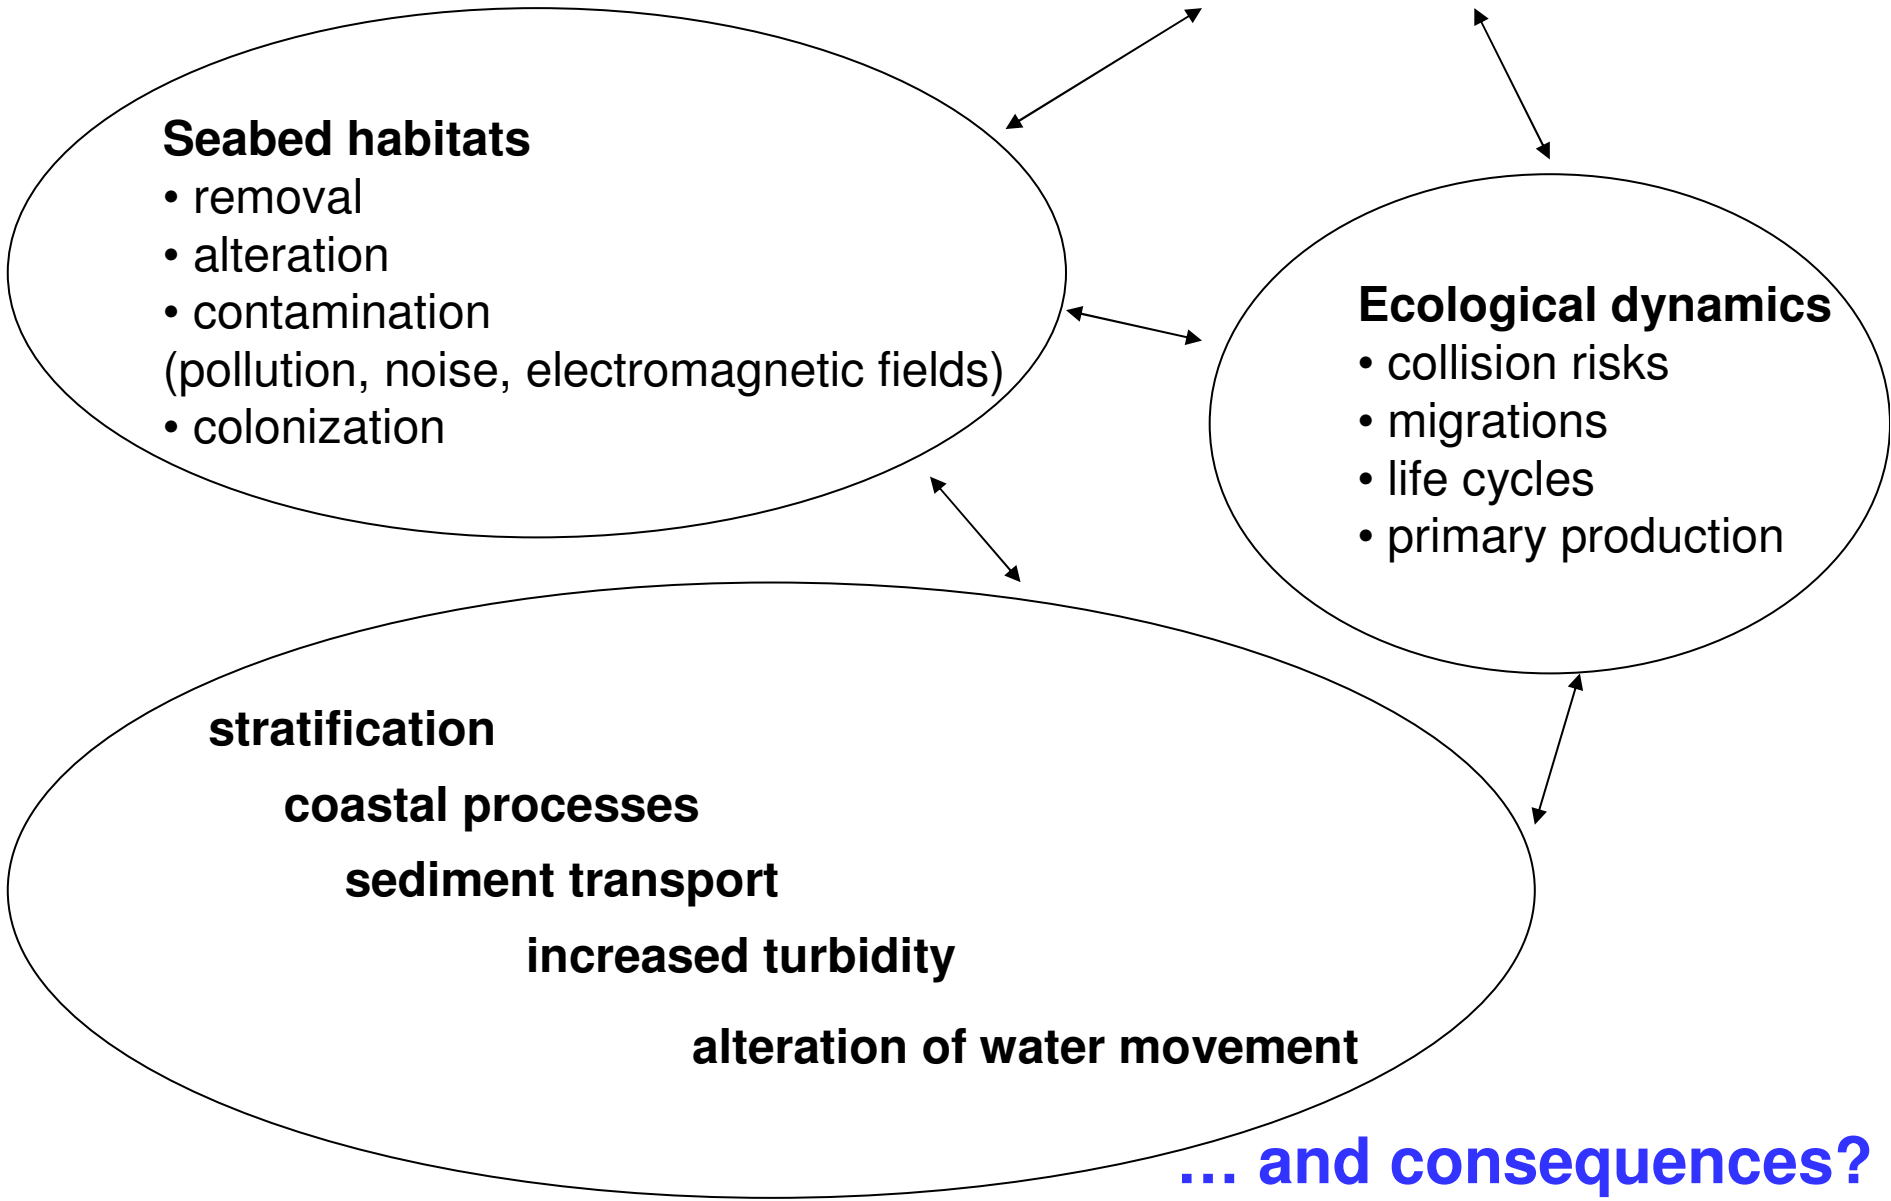 Seabed habitats
• removal
• alteration
• contamination
(pollution, noise, electromagnetic fields)
• colonization
Ecological dynamics
• collision risks
• migrations
• life cycles
• primary production
stratification
coastal processes
sediment transport
increased turbidity
alteration of water movement
… and consequences?